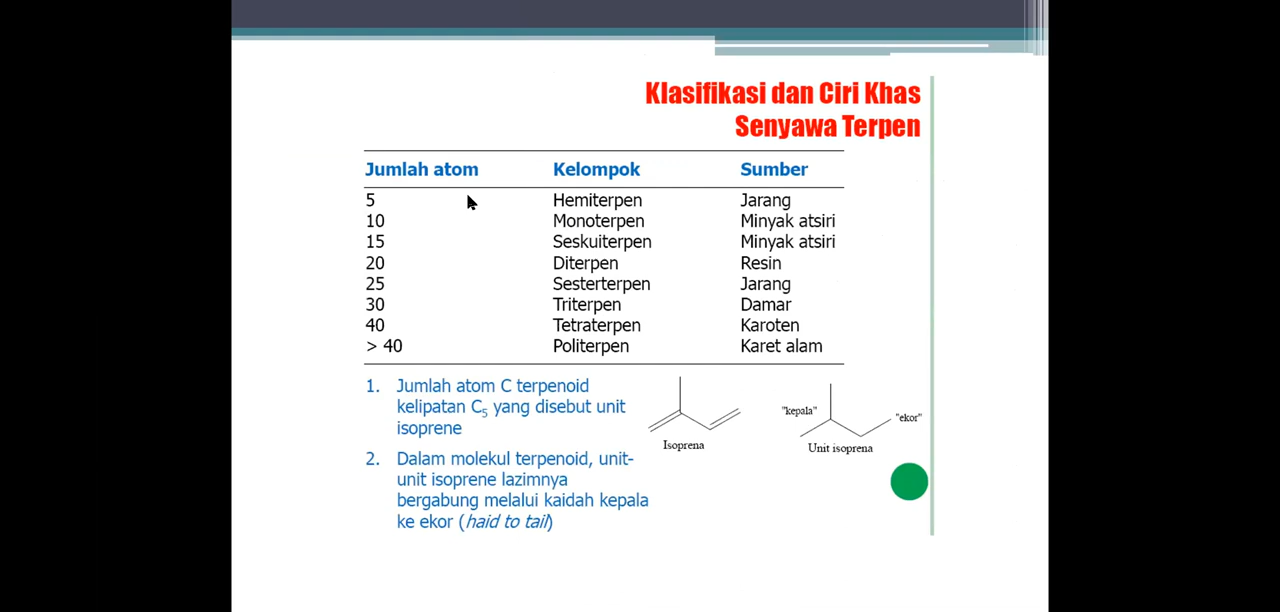 Klasifikasi dan Ciri Khas
Senyawa Terpen
Jumlah atom Kelompok Sumber
5 Hemiterpen Jarang
10 Monoterpen Minyak atsiri
15 Seskuiterpen Minyak atsiri
20 Diterpen Resin
25 Sesterterpen Jarang
30 Triterpen Damar
40 Tetraterpen Karoten
> 40 Politerpen Karet alam
1. Jumlah atom C terpenoid
kelipatan C₅ yang disebut unit
isoprene
2. Dalam molekul terpenoid, unit-
unit isoprene lazimnya
bergabung melalui kaidah kepala
ke ekor (haid to tail)
Isoprena
"kepala"
"ekor"
Unit isoprena